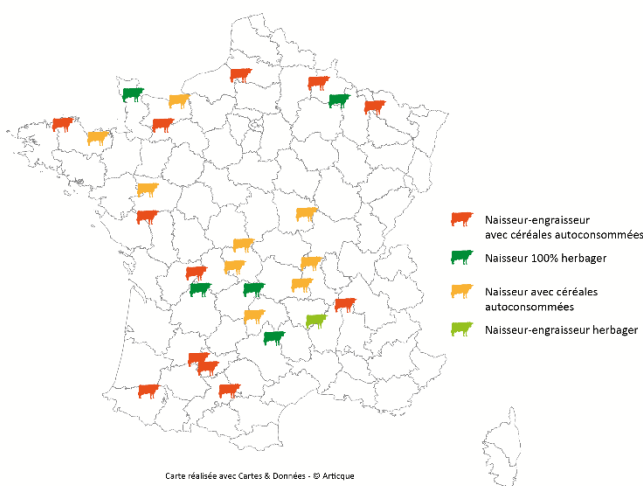 Naisseur-engraisseur
avec céréales autoconsommées
Naisseur 100% herbager
Naisseur avec céréales
autoconsommées
Naisseur-engraisseur herbager
Carte réalisée avec Cartes & Données - © Articque